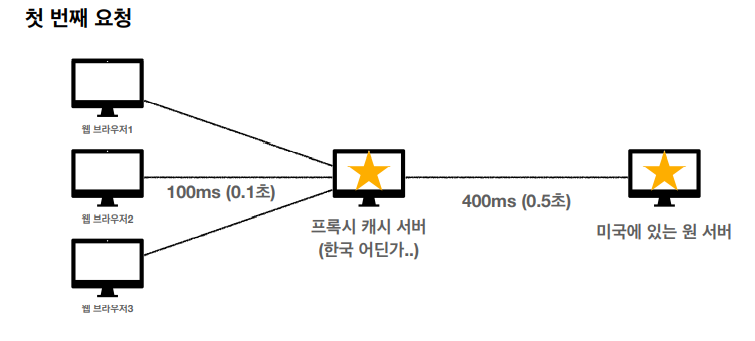 첫 번째 요청
웹 브라우저1
웹 브라우저2
웹 브라우저3
100ms (0.1초)
프록시 캐시 서버
(한국 어딘가..)
400ms (0.5초)
미국에 있는 원 서버